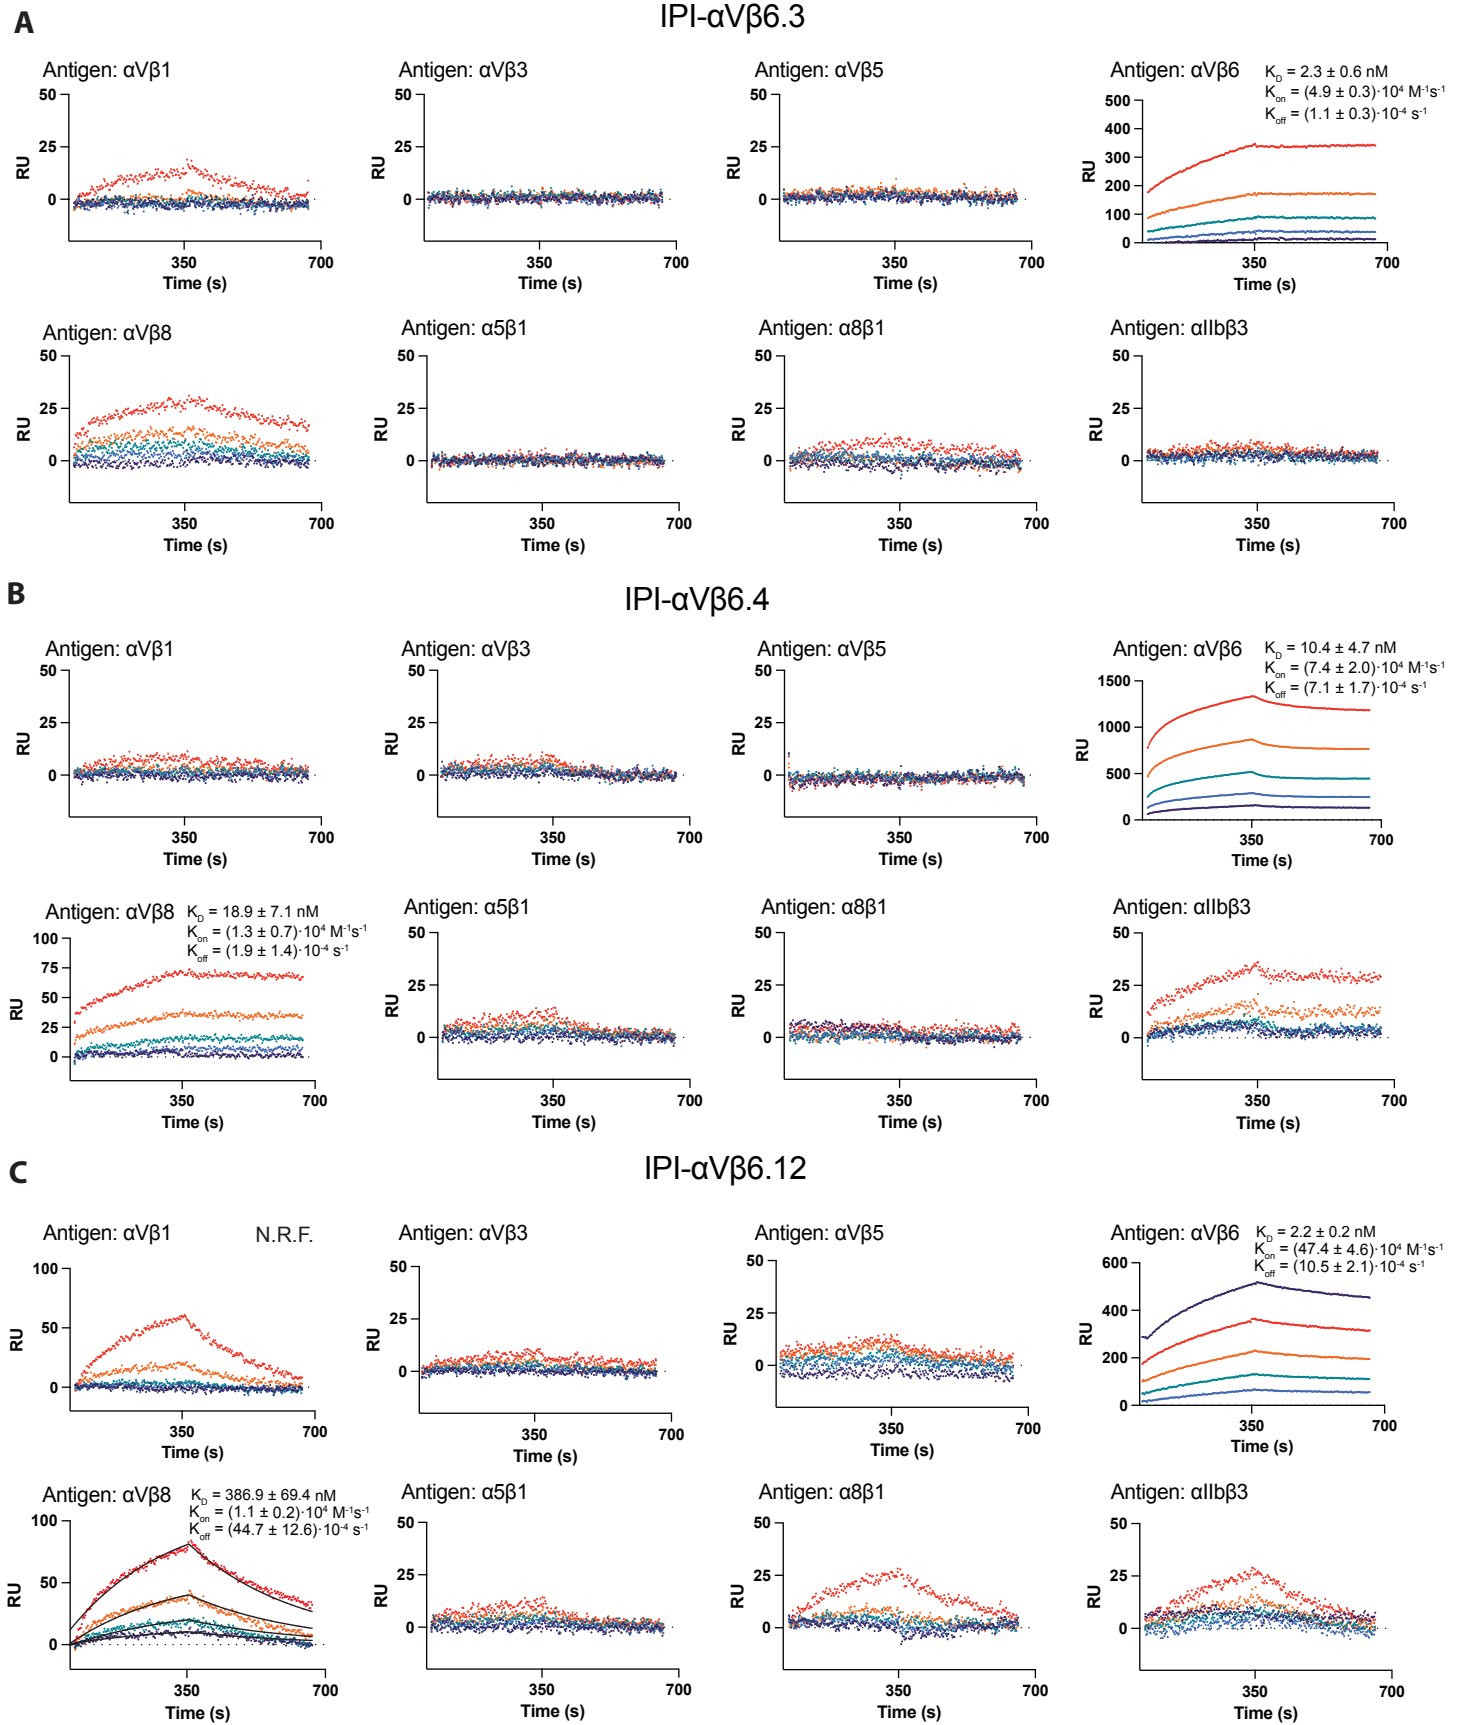 A
IPI-αVβ6.3
Antigen: αVβ1
50
25
0
RU
350
700
Time (s)
Antigen: αVβ3
50
25
0
RU
350
700
Time (s)
Antigen: αVβ5
50
25
0
RU
350
700
Time (s)
Antigen: αVβ6
K_D = 2.3 ± 0.6 nM
K_on = (4.9 ± 0.3)·10⁴ M⁻¹s⁻¹
K_off = (1.1 ± 0.3)·10⁻⁴ s⁻¹
500
400
300
200
100
0
RU
350
700
Time (s)
Antigen: αVβ8
50
25
0
RU
350
700
Time (s)
Antigen: α5β1
50
25
0
RU
350
700
Time (s)
Antigen: α8β1
50
25
0
RU
350
700
Time (s)
Antigen: αIIbβ3
50
25
0
RU
350
700
Time (s)
B
IPI-αVβ6.4
Antigen: αVβ1
50
25
0
RU
350
700
Time (s)
Antigen: αVβ3
50
25
0
RU
350
700
Time (s)
Antigen: αVβ5
50
25
0
RU
350
700
Time (s)
Antigen: αVβ6
K_D = 10.4 ± 4.7 nM
K_on = (7.4 ± 2.0)·10⁴ M⁻¹s⁻¹
K_off = (7.1 ± 1.7)·10⁻⁴ s⁻¹
1500
1000
500
0
RU
350
700
Time (s)
Antigen: αVβ8
K_D = 18.9 ± 7.1 nM
K_on = (1.3 ± 0.7)·10⁴ M⁻¹s⁻¹
K_off = (1.9 ± 1.4)·10⁻⁴ s⁻¹
100
75
50
25
0
RU
350
700
Time (s)
Antigen: α5β1
50
25
0
RU
350
700
Time (s)
Antigen: α8β1
50
25
0
RU
350
700
Time (s)
Antigen: αIIbβ3
50
25
0
RU
350
700
Time (s)
C
IPI-αVβ6.12
Antigen: αVβ1
N.R.F.
100
50
0
RU
350
700
Time (s)
Antigen: αVβ3
50
25
0
RU
350
700
Time (s)
Antigen: αVβ5
50
25
0
RU
350
700
Time (s)
Antigen: αVβ6
K_D = 2.2 ± 0.2 nM
K_on = (47.4 ± 4.6)·10⁴ M⁻¹s⁻¹
K_off = (10.5 ± 2.1)·10⁻⁴ s⁻¹
600
400
200
0
RU
350
700
Time (s)
Antigen: αVβ8
K_D = 386.9 ± 69.4 nM
K_on = (1.1 ± 0.2)·10⁴ M⁻¹s⁻¹
K_off = (44.7 ± 12.6)·10⁻⁴ s⁻¹
100
50
0
RU
350
700
Time (s)
Antigen: α5β1
50
25
0
RU
350
700
Time (s)
Antigen: α8β1
50
25
0
RU
350
700
Time (s)
Antigen: αIIbβ3
50
25
0
RU
350
700
Time (s)